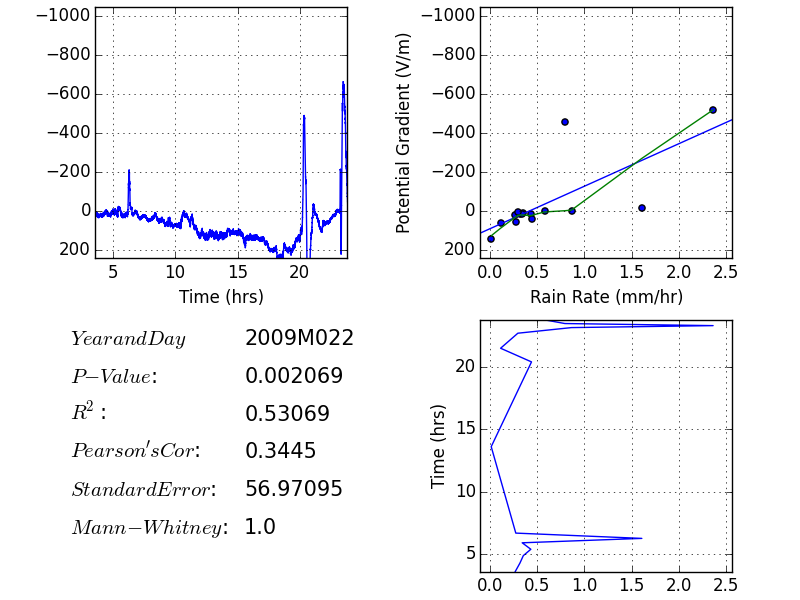 −1000
−800
−600
−400
−200
0
200
5 10 15 20
Time (hrs)
Potential Gradient (V/m)
−1000
−800
−600
−400
−200
0
200
0.0 0.5 1.0 1.5 2.0 2.5
Rain Rate (mm/hr)
YearandDay 2009M022
P−Value: 0.002069
R²: 0.53069
Pearson'sCor: 0.3445
StandardError: 56.97095
Mann−Whitney: 1.0
Time (hrs)
20
15
10
5
0.0 0.5 1.0 1.5 2.0 2.5